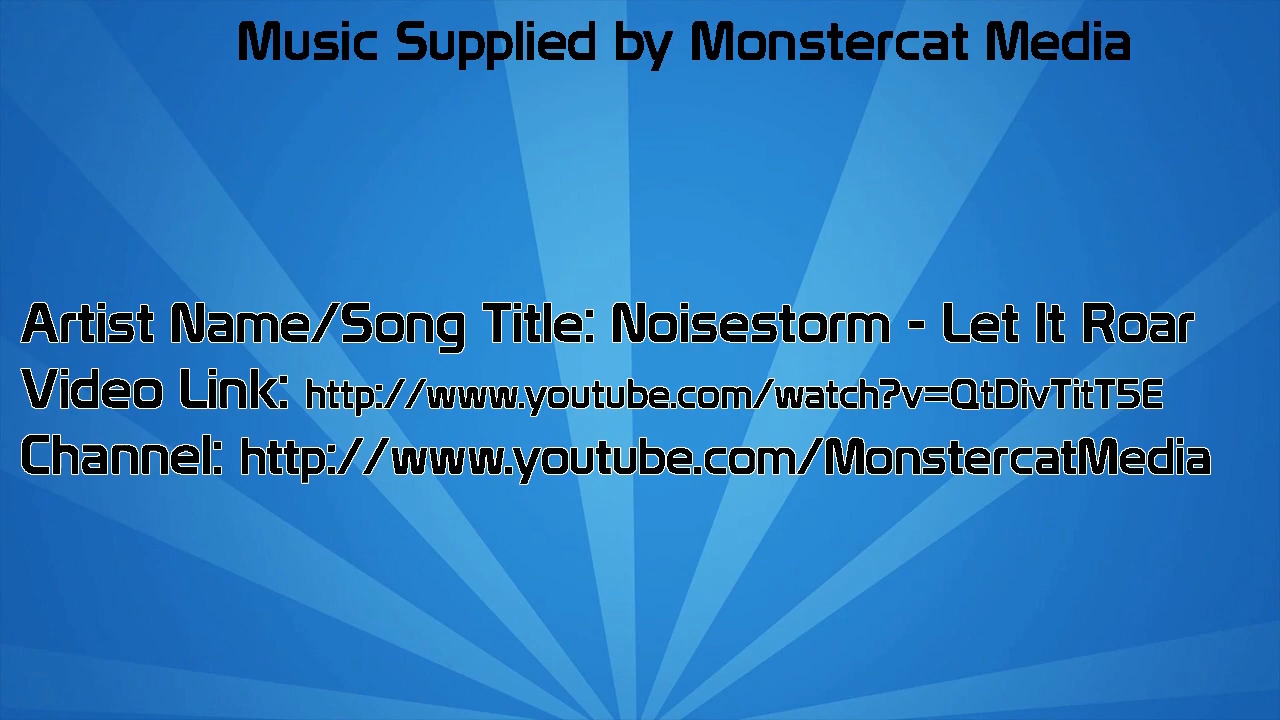 Music Supplied by Monstercat Media
Artist Name/Song Title: Noisestorm - Let It Roar
Video Link: http://www.youtube.com/watch?v=QtDivTitT5E
Channel: http://www.youtube.com/MonstercatMedia